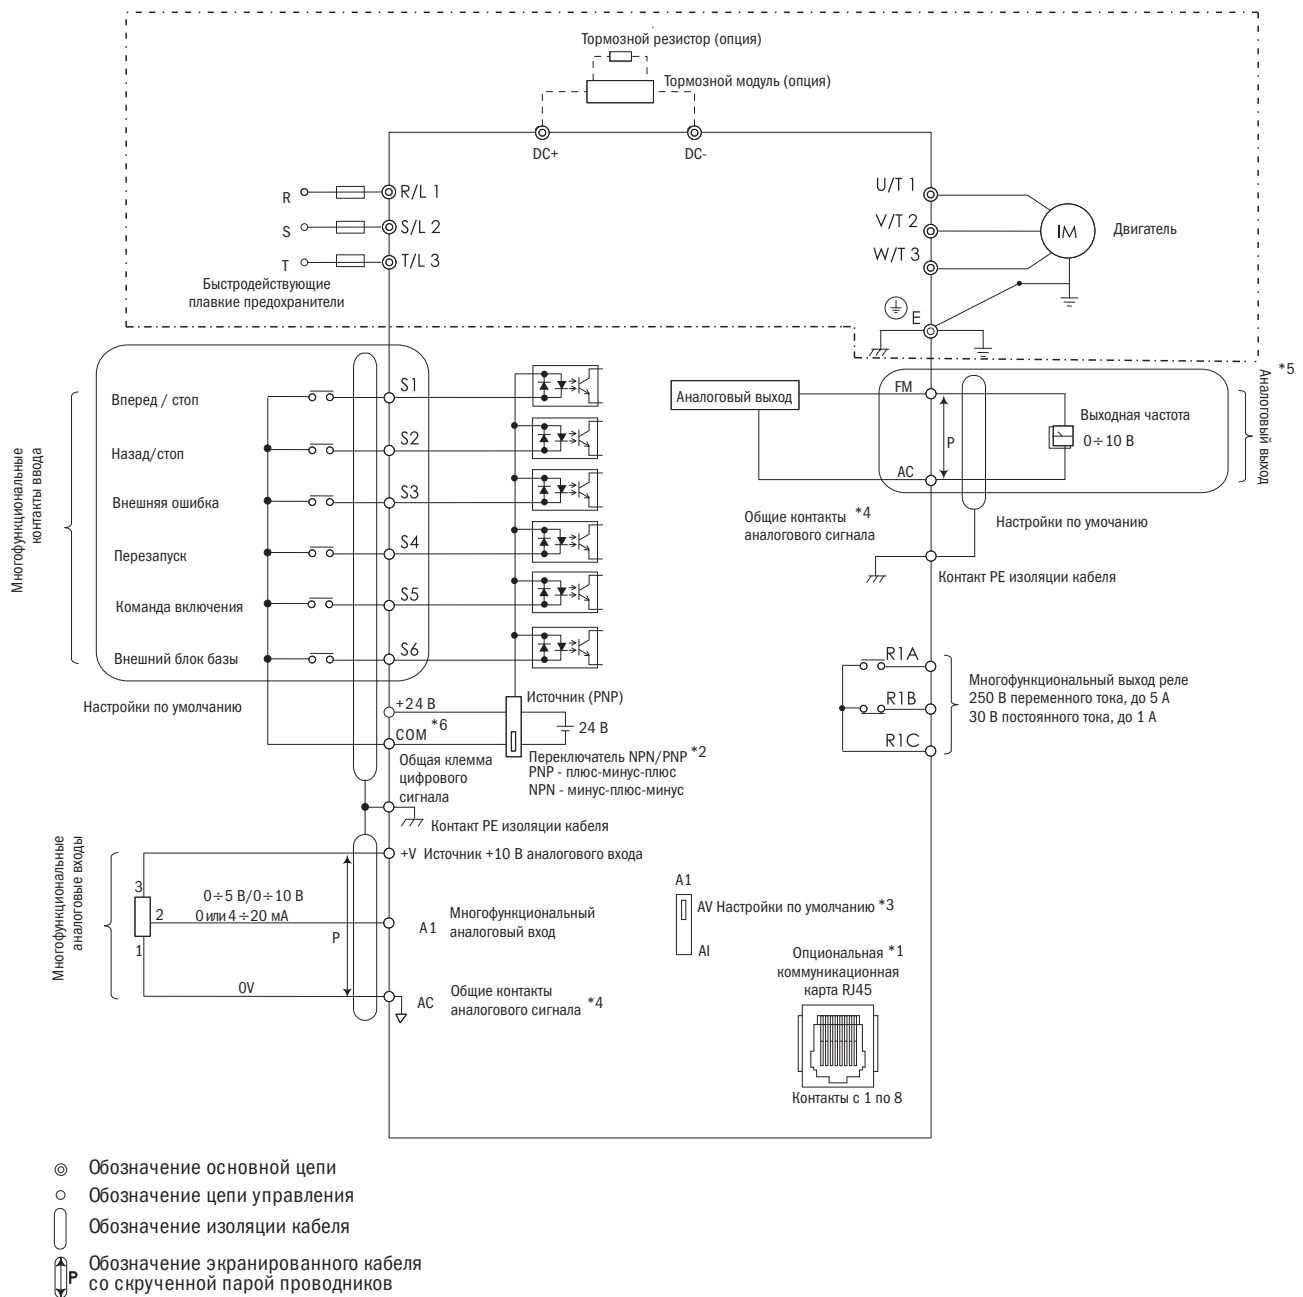 Тормозной резистор (опция)
Тормозной модуль (опция)
DC+
DC-
R
R/L 1
S
S/L 2
T
T/L 3
Быстродействующие
плавкие предохранители
U/T 1
V/T 2
W/T 3
IM
Двигатель
E
Многофункциональные
контакты ввода
Вперед / стоп
S1
Назад/стоп
S2
Внешняя ошибка
S3
Перезапуск
S4
Команда включения
S5
Внешний блок базы
S6
Настройки по умолчанию
+24 В
COM
*6
Общая клемма
цифрового
сигнала
Источник (PNP)
24 В
Переключатель NPN/PNP *2
PNP - плюс-минус-плюс
NPN - минус-плюс-минус
Контакт PE изоляции кабеля
Аналоговый выход
FM
P
AC
Выходная частота
0÷10 В
*5
Аналоговый выход
Общие контакты *4
аналогового сигнала
Настройки по умочанию
Контакт PE изоляции кабеля
R1A
R1B
R1C
Многофункциональный выход реле
250 В переменного тока, до 5 А
30 В постоянного тока, до 1 А
Многофункциональные
аналоговые входы
3
2
1
0÷5 В/0÷10 В
0 или 4÷20 мА
P
0V
+V Источник +10 В аналогового входа
A1
Многофункциональный
аналоговый вход
AC
Общие контакты
аналогового сигнала *4
A1
AV Настройки по умолчанию *3
AI
Опциональная *1
коммуникационная
карта RJ45
Контакты с 1 по 8
Обозначение основной цепи
Обозначение цепи управления
Обозначение изоляции кабеля
P
Обозначение экранированного кабеля
со скрученной парой проводников